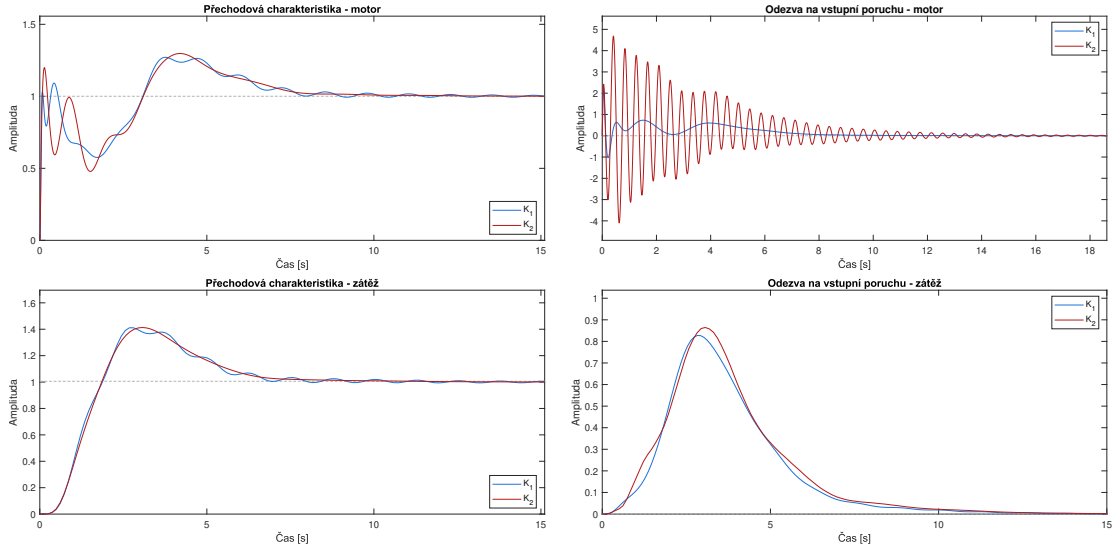 Přechodová charakteristika - motor
1.5
1
0.5
0
Amplituda
0
5
10
15
Čas [s]
K1
K2
Odezva na vstupní poruchu - motor
5
4
3
2
1
0
-1
-2
-3
-4
Amplituda
0
2
4
6
8
10
12
14
16
18
Čas [s]
K1
K2
Přechodová charakteristika - zátěž
1.6
1.4
1.2
1
0.8
0.6
0.4
0.2
0
Amplituda
0
5
10
15
Čas [s]
K1
K2
Odezva na vstupní poruchu - zátěž
1
0.9
0.8
0.7
0.6
0.5
0.4
0.3
0.2
0.1
0
Amplituda
0
5
10
15
Čas [s]
K1
K2